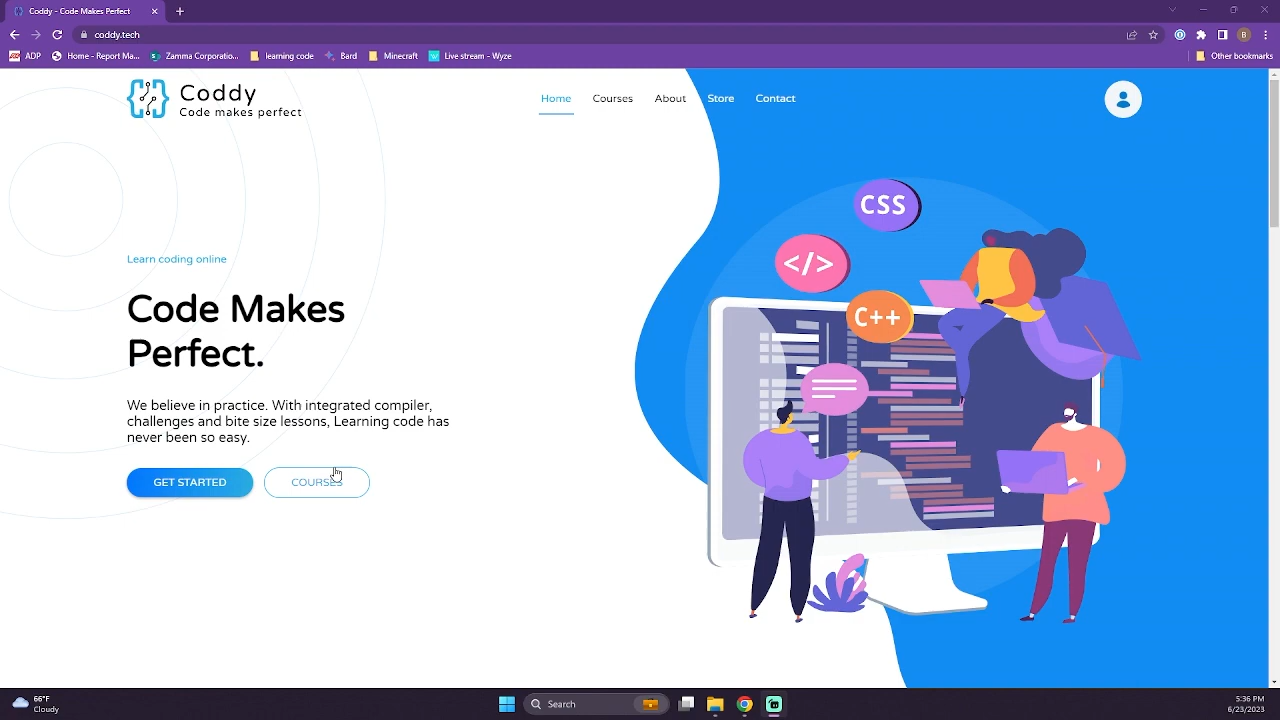 Coddy - Code Makes Perfect
coddy.tech
B
ADP
Home - Report Ma...
Zamma Corporatio...
learning code
Bard
Minecraft
Live stream - Wyze
Other bookmarks
Coddy
Code makes perfect
Home
Courses
About
Store
Contact
Learn coding online
Code Makes
Perfect.
We believe in practice. With integrated compiler,
challenges and bite size lessons, Learning code has
never been so easy.
GET STARTED
COURSES
CSS
</>
C++
66°F
Cloudy
Search
5:36 PM
6/23/2023